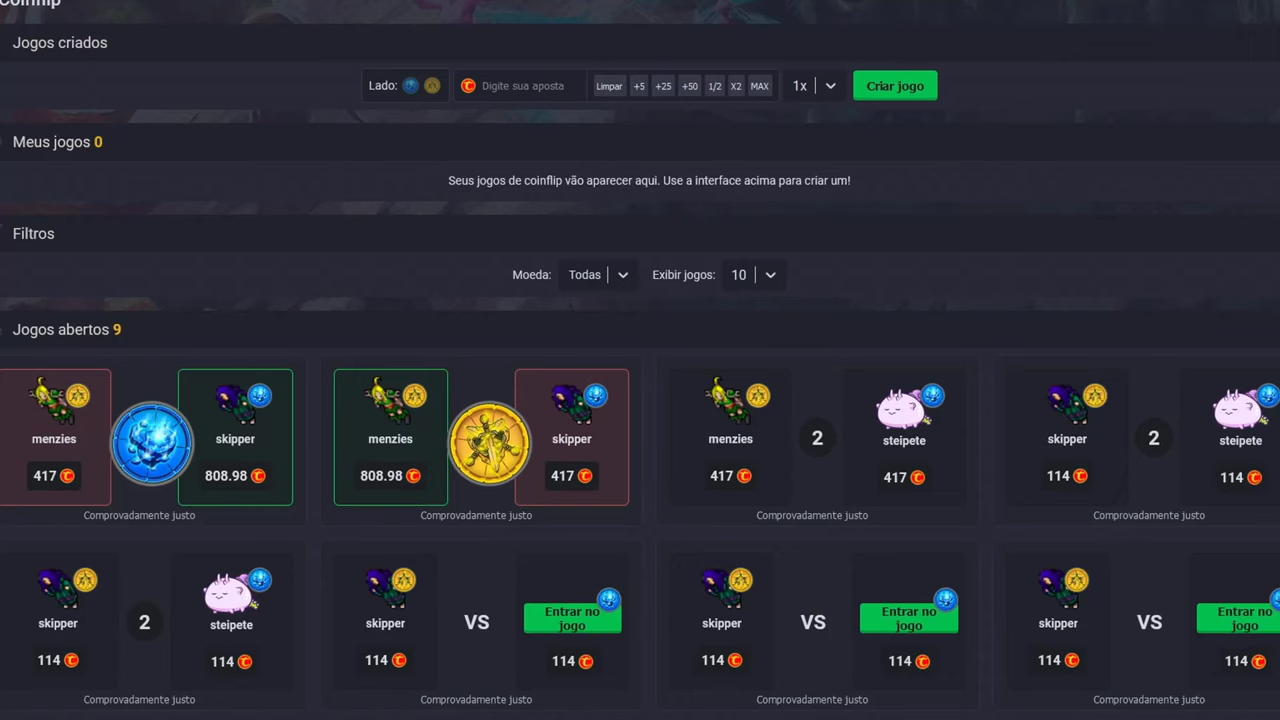 Coinflip
Jogos criados
Lado: Digite sua aposta Limpar +5 +25 +50 1/2 X2 MAX 1x Criar jogo
Meus jogos 0
Seus jogos de coinflip vão aparecer aqui. Use a interface acima para criar um!
Filtros
Moeda: Todas Exibir jogos: 10
Jogos abertos 9
menzies skipper menzies skipper menzies 2 steipete skipper 2 steipete
417 808.98 808.98 417 417 417 114 114
Comprovadamente justo Comprovadamente justo Comprovadamente justo Comprovadamente justo
skipper 2 steipete skipper VS Entrar no jogo skipper VS Entrar no jogo skipper VS Entrar no jogo
114 114 114 114 114 114 114 114
Comprovadamente justo Comprovadamente justo Comprovadamente justo Comprovadamente justo